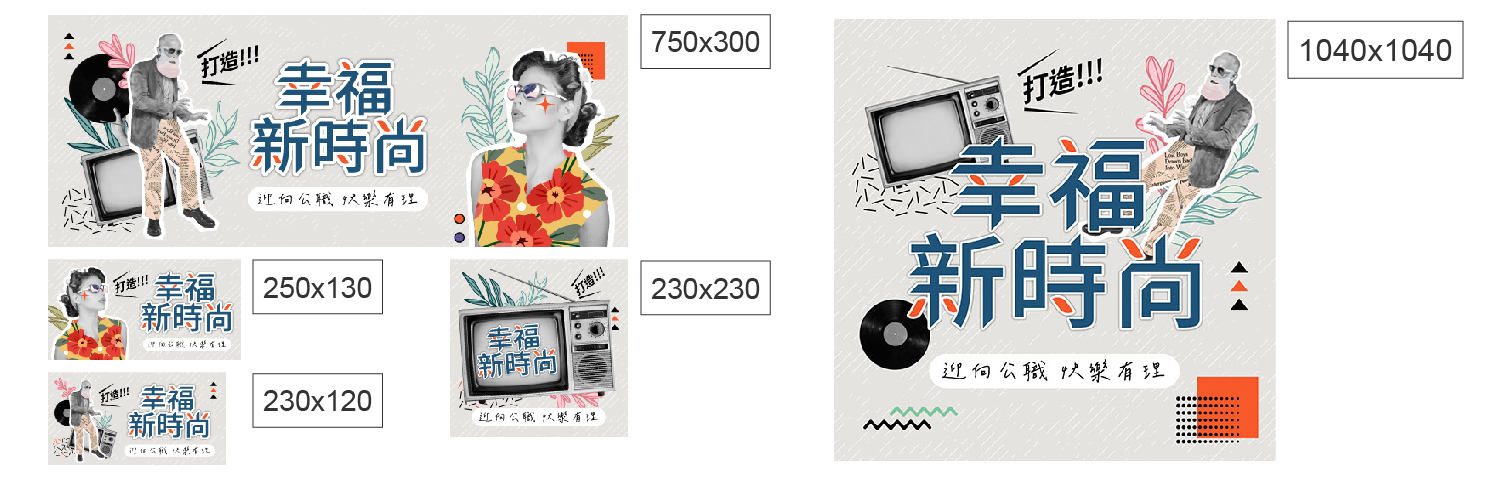 打造!!!
幸福
新時尚
迎向公職 快樂有理
750x300
打造!!!
幸福
新時尚
迎向公職 快樂有理
250x130
打造!!!
幸福
新時尚
迎向公職 快樂有理
230x120
打造!!!
幸福
新時尚
迎向公職 快樂有理
230x230
打造!!!
幸福
新時尚
迎向公職 快樂有理
1040x1040